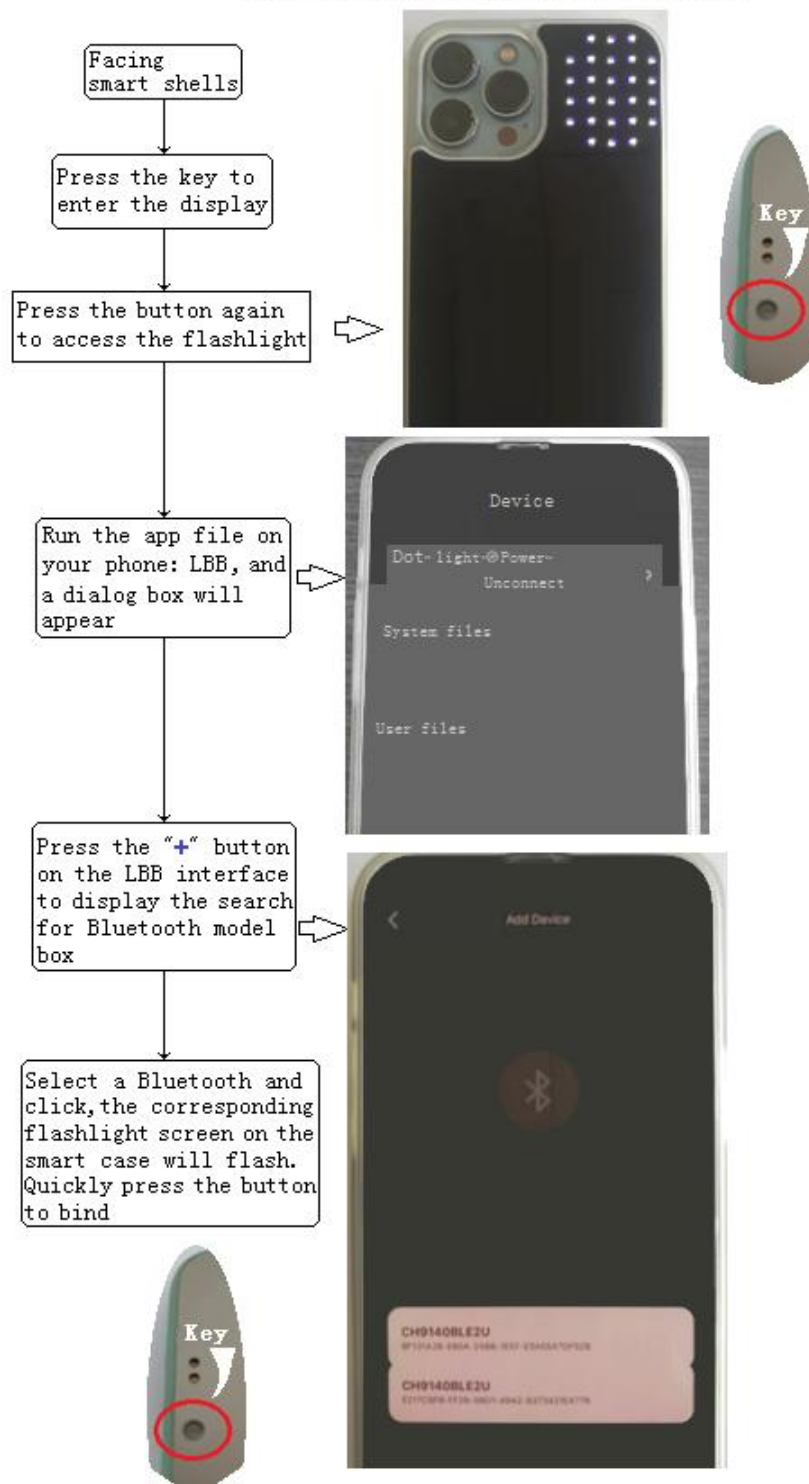 Facing
smart shells
Press the key to
enter the display
Key
Press the button again
to access the flashlight
Device
Dot-light-@Power-
Unconnect
Run the app file on
your phone: LBB, and
a dialog box will
appear
System files
User files
Press the "+" button
on the LBB interface
to display the search
for Bluetooth model
box
Add Device
Select a Bluetooth and
click, the corresponding
flashlight screen on the
smart case will flash.
Quickly press the button
to bind
Key
CH9140BLE2U
CH9140BLE2U